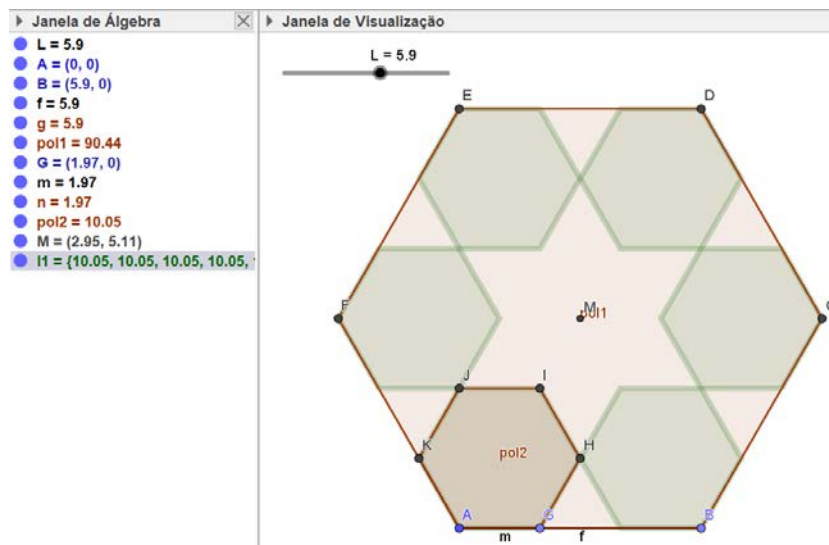 Janela de Álgebra
L = 5.9
A = (0, 0)
B = (5.9, 0)
f = 5.9
g = 5.9
pol1 = 90.44
G = (1.97, 0)
m = 1.97
n = 1.97
pol2 = 10.05
M = (2.95, 5.11)
l1 = {10.05, 10.05, 10.05, 10.05,
Janela de Visualização
L = 5.9
E
D
F
M
pol1
C
J
I
K
H
pol2
A
G
B
m
f